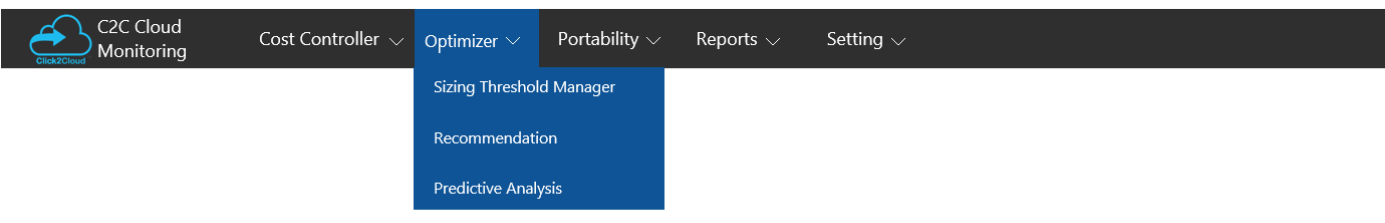 C2C Cloud
Monitoring
Click2Cloud
Cost Controller
Optimizer
Portability
Reports
Setting
Sizing Threshold Manager
Recommendation
Predictive Analysis